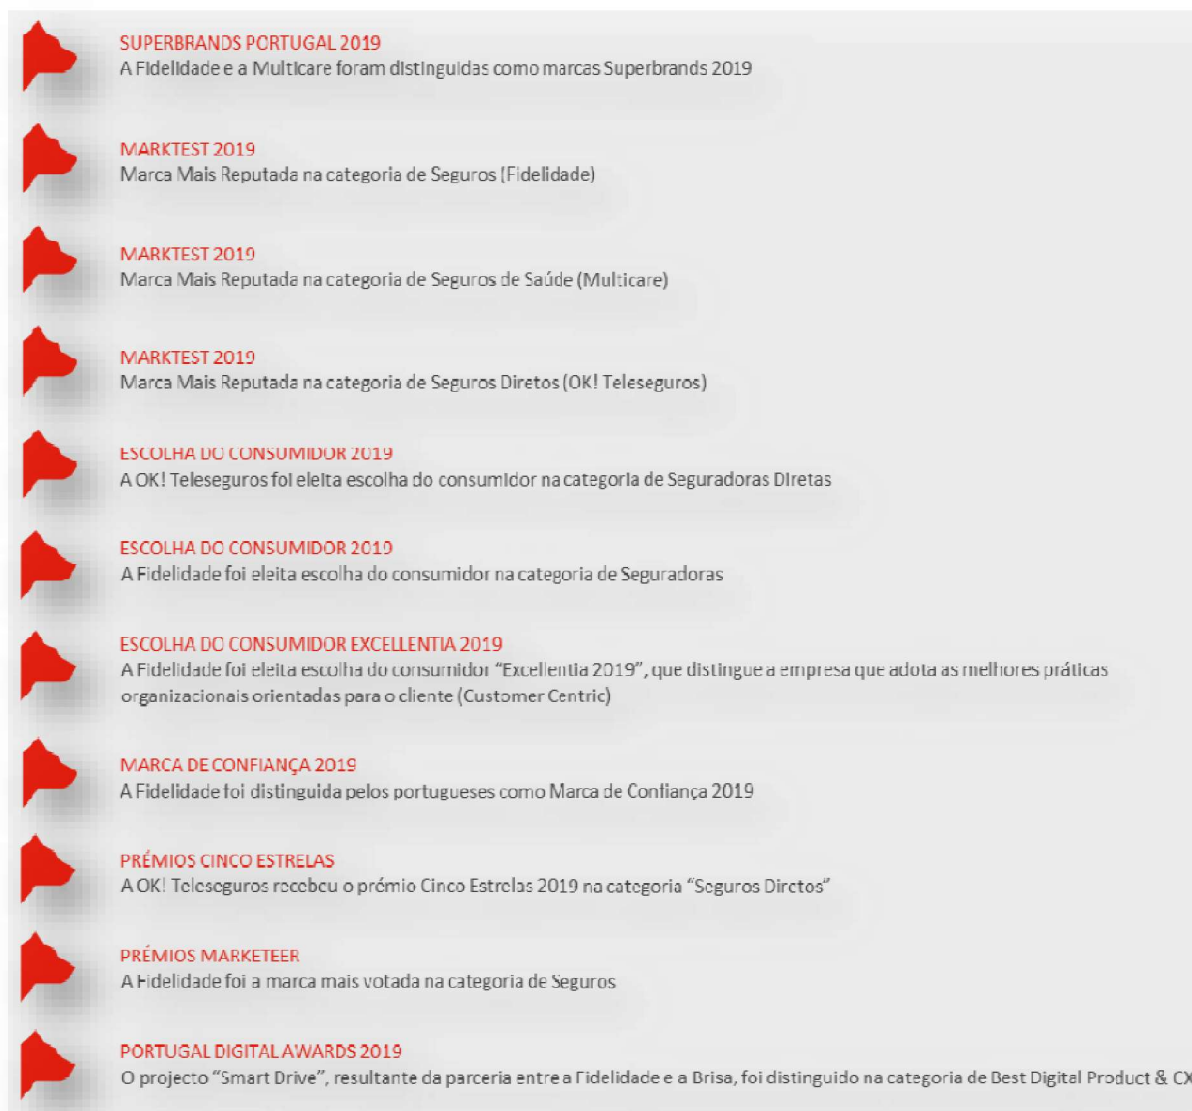 SUPERBRANDS PORTUGAL 2019
A Fidelidade e a Multicare foram distinguidas como marcas Superbrands 2019
MARKTEST 2019
Marca Mais Reputada na categoria de Seguros (Fidelidade)
MARKTEST 2019
Marca Mais Reputada na categoria de Seguros de Saúde (Multicare)
MARKTEST 2019
Marca Mais Reputada na categoria de Seguros Diretos (OK! Teleseguros)
ESCOLHA DO CONSUMIDOR 2019
A OK! Teleseguros foi eleita escolha do consumidor na categoria de Seguradoras Diretas
ESCOLHA DO CONSUMIDOR 2019
A Fidelidade foi eleita escolha do consumidor na categoria de Seguradoras
ESCOLHA DO CONSUMIDOR EXCELLENTIA 2019
A Fidelidade foi eleita escolha do consumidor “Excellentia 2019”, que distingue a empresa que adota as melhores práticas
organizacionais orientadas para o cliente (Customer Centric)
MARCA DE CONFIANÇA 2019
A Fidelidade foi distinguida pelos portugueses como Marca de Confiança 2019
PRÉMIOS CINCO ESTRELAS
A OK! Teleseguros recebeu o prémio Cinco Estrelas 2019 na categoria “Seguros Diretos”
PRÉMIOS MARKETEER
A Fidelidade foi a marca mais votada na categoria de Seguros
PORTUGAL DIGITAL AWARDS 2019
O projecto “Smart Drive”, resultante da parceria entre a Fidelidade e a Brisa, foi distinguido na categoria de Best Digital Product & CX